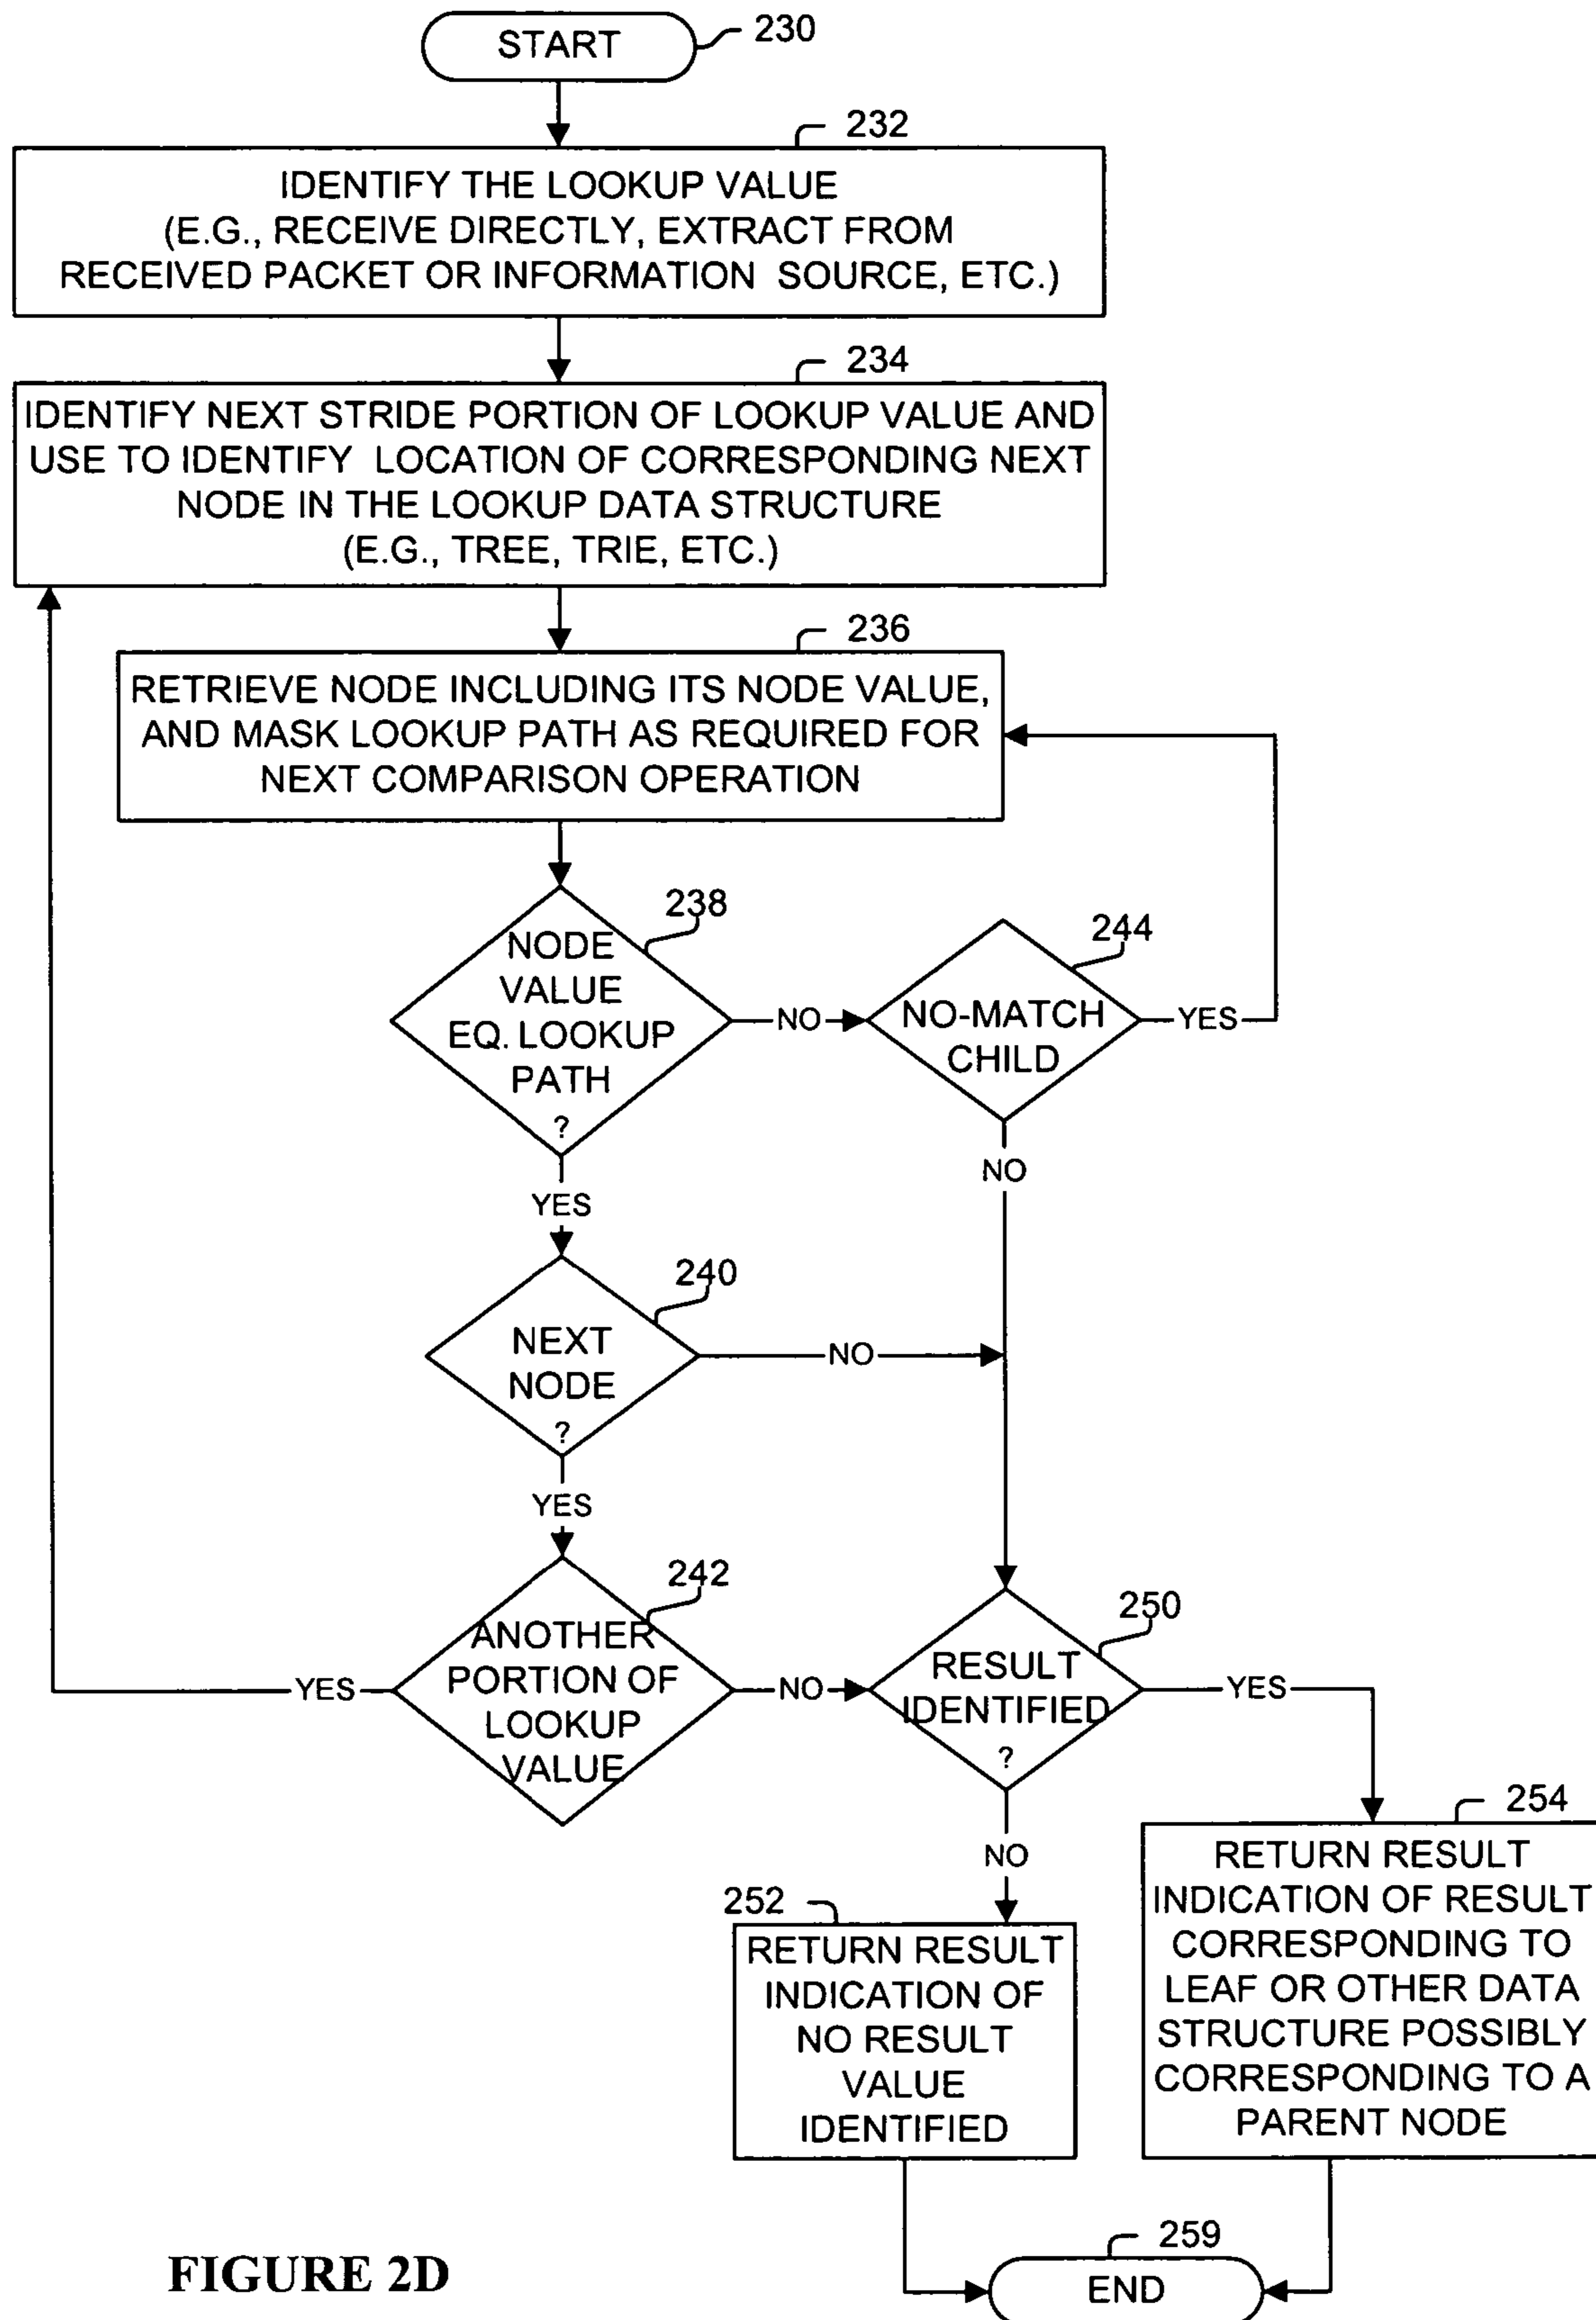 START
230
232
IDENTIFY THE LOOKUP VALUE
(E.G., RECEIVE DIRECTLY, EXTRACT FROM
RECEIVED PACKET OR INFORMATION SOURCE, ETC.)
234
IDENTIFY NEXT STRIDE PORTION OF LOOKUP VALUE AND
USE TO IDENTIFY LOCATION OF CORRESPONDING NEXT
NODE IN THE LOOKUP DATA STRUCTURE
(E.G., TREE, TRIE, ETC.)
236
RETRIEVE NODE INCLUDING ITS NODE VALUE,
AND MASK LOOKUP PATH AS REQUIRED FOR
NEXT COMPARISON OPERATION
238
NODE
VALUE
EQ. LOOKUP
PATH
?
NO
244
NO-MATCH
CHILD
YES
NO
YES
240
NEXT
NODE
?
NO
YES
242
ANOTHER
PORTION OF
LOOKUP
VALUE
YES
NO
250
RESULT
IDENTIFIED
?
YES
NO
252
RETURN RESULT
INDICATION OF
NO RESULT
VALUE
IDENTIFIED
254
RETURN RESULT
INDICATION OF RESULT
CORRESPONDING TO
LEAF OR OTHER DATA
STRUCTURE POSSIBLY
CORRESPONDING TO A
PARENT NODE
259
END
FIGURE 2D